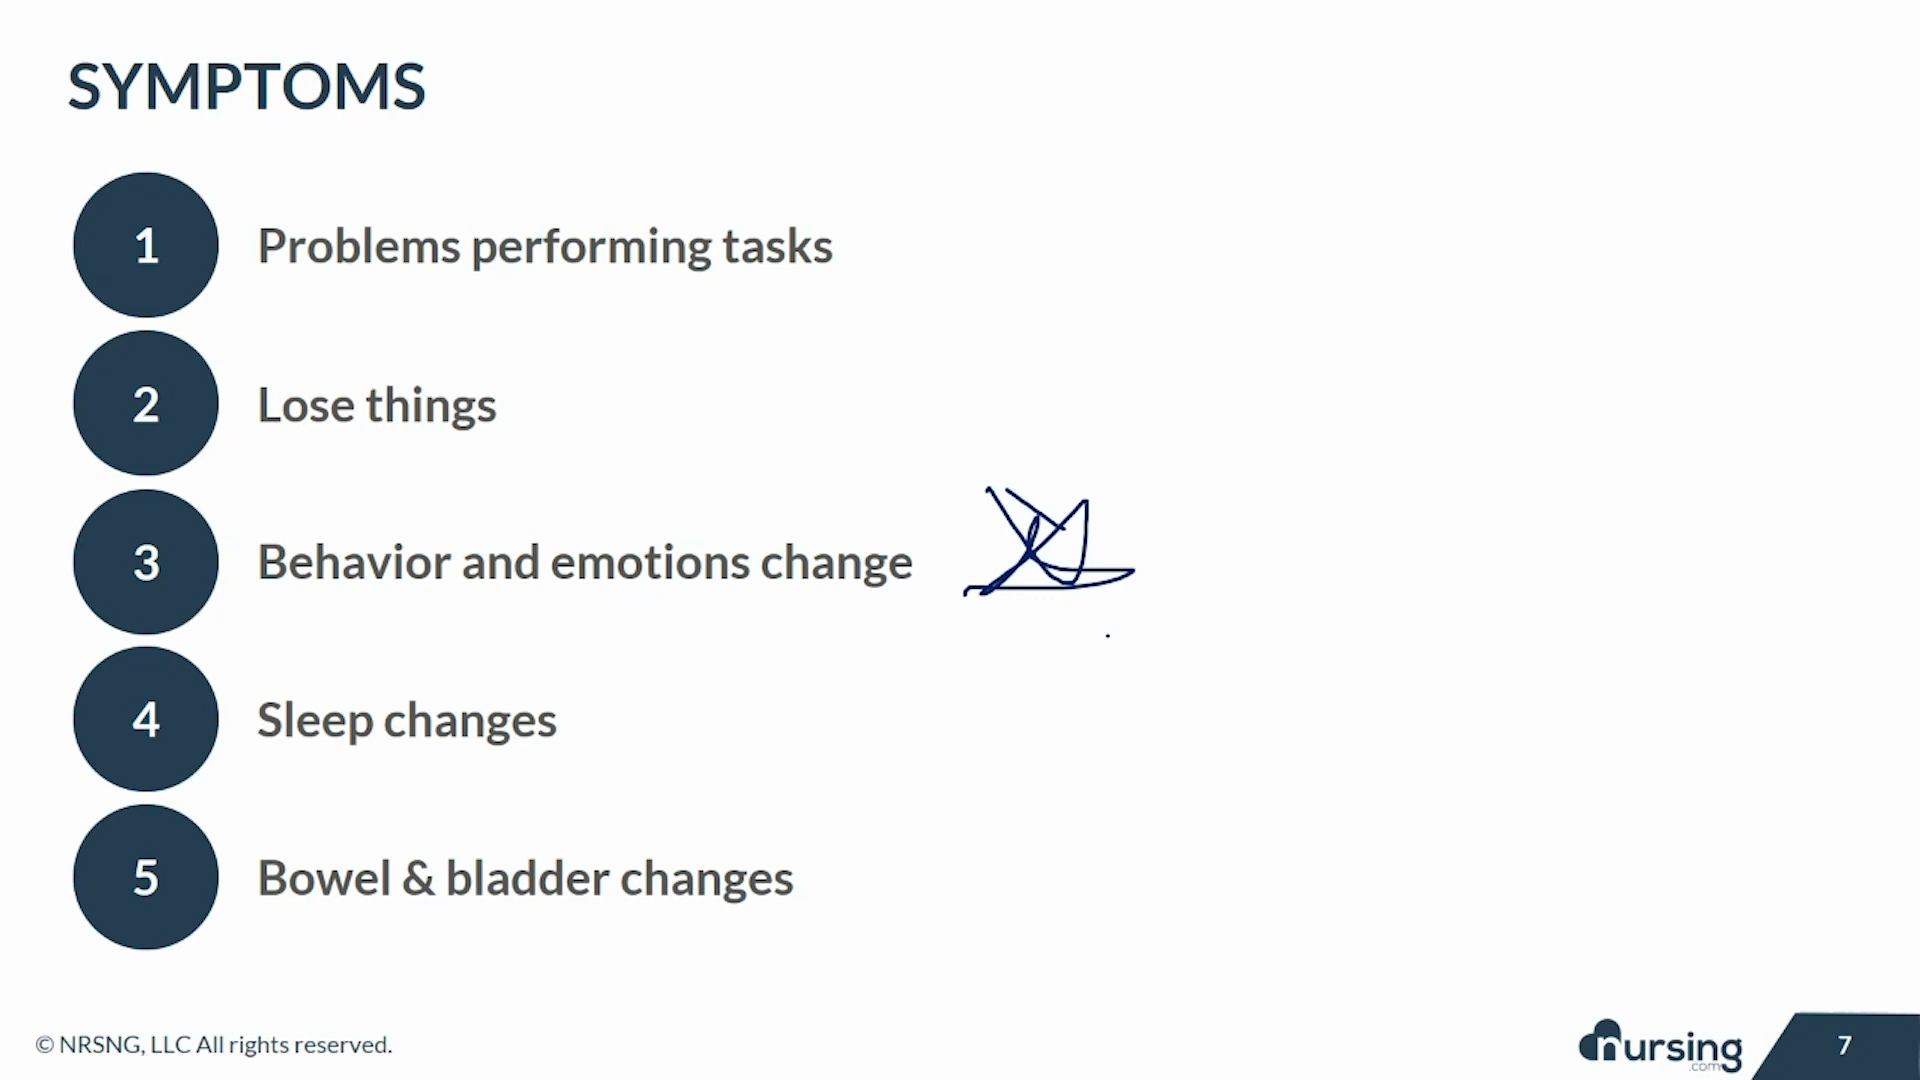 SYMPTOMS
1 Problems performing tasks
2 Lose things
3 Behavior and emotions change
4 Sleep changes
5 Bowel & bladder changes
© NRSNG, LLC All rights reserved.
nursing
.com
7